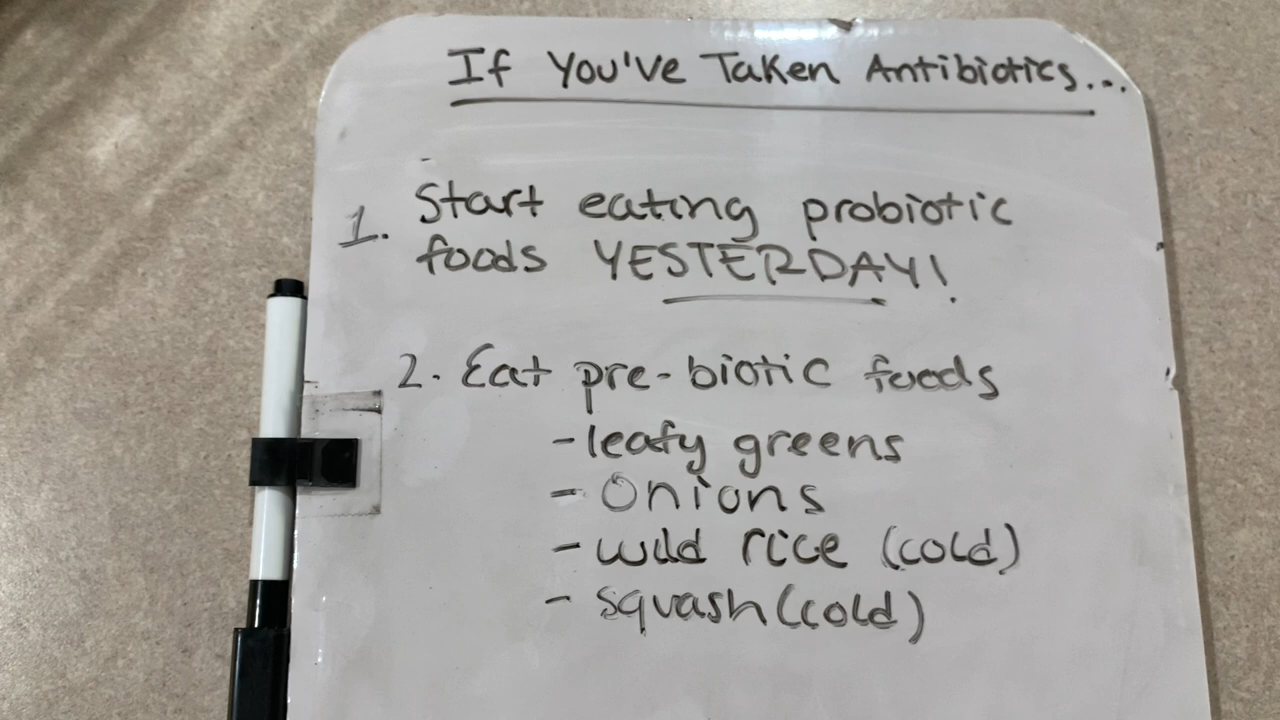 If You've Taken Antibiotics...
1. Start eating probiotic
foods YESTERDAY!
2. Eat pre-biotic foods
- leafy greens
- Onions
- wild rice (cold)
- squash (cold)